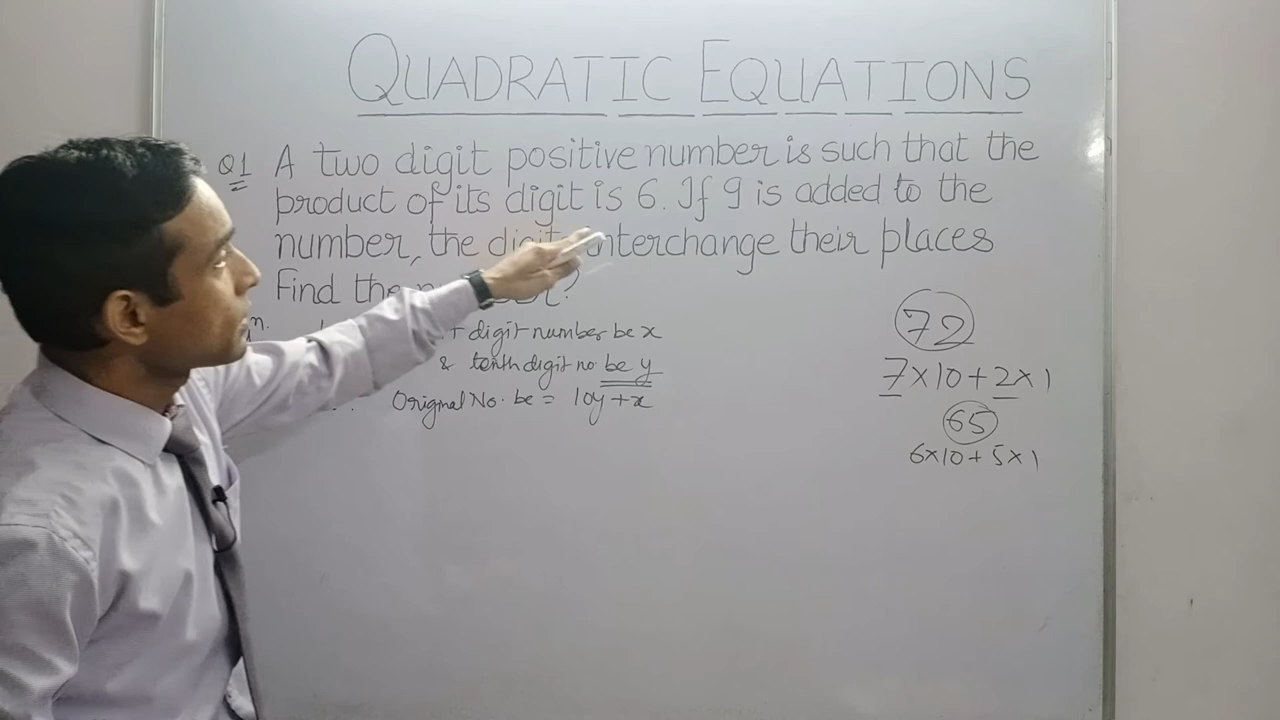 QUADRATIC EQUATIONS
Q1 A two digit positive number is such that the
product of its digit is 6. If 9 is added to the
number, the interchange their places
Find the ?
digit number be x
& tenth digit no be y
Original No. be = 10y+x
72
7×10+2×1
65
6×10+5×1